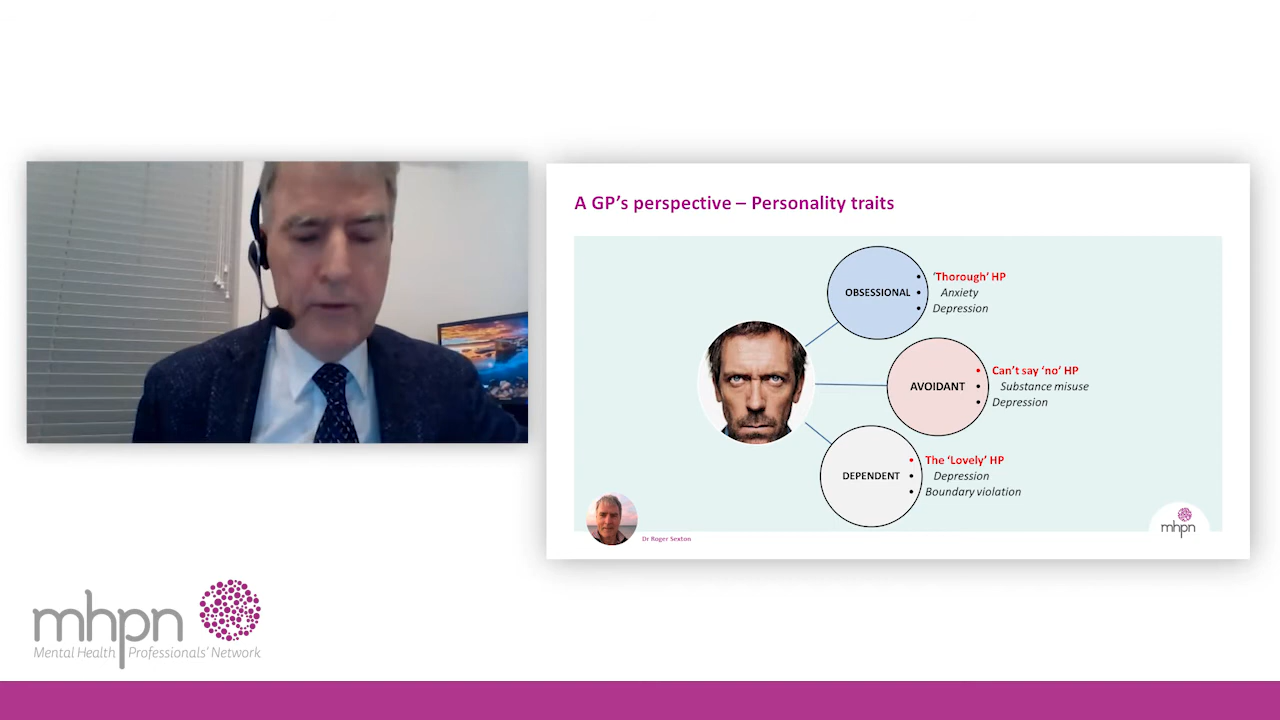 A GP's perspective – Personality traits
OBSESSIONAL
• 'Thorough' HP
• Anxiety
• Depression
AVOIDANT
• Can't say 'no' HP
• Substance misuse
• Depression
DEPENDENT
• The 'Lovely' HP
• Depression
• Boundary violation
Dr Roger Sexton
mhpn
mhpn
Mental Health Professionals' Network